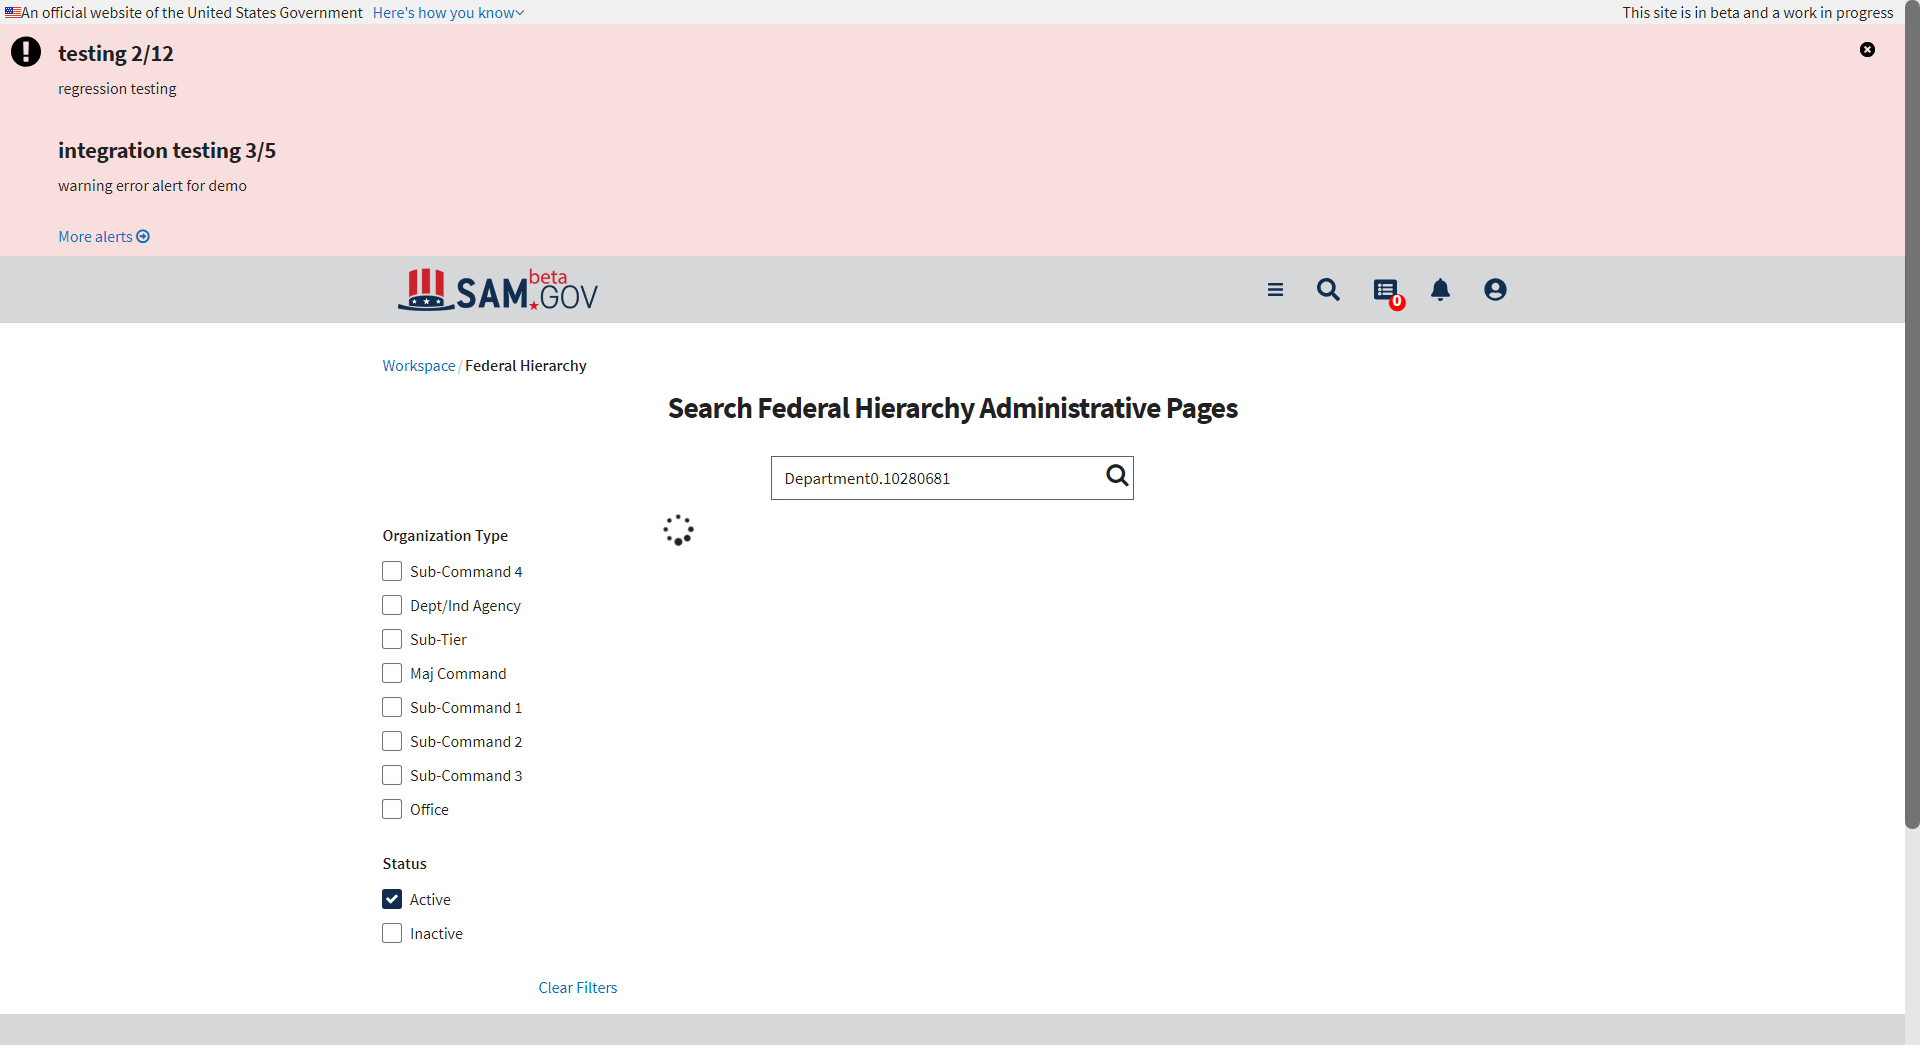 An official website of the United States Government Here's how you know
This site is in beta and a work in progress
testing 2/12
regression testing
integration testing 3/5
warning error alert for demo
More alerts
SAM.GOV beta
0
Workspace / Federal Hierarchy
Search Federal Hierarchy Administrative Pages
Department0.10280681
Organization Type
Sub-Command 4
Dept/Ind Agency
Sub-Tier
Maj Command
Sub-Command 1
Sub-Command 2
Sub-Command 3
Office
Status
Active
Inactive
Clear Filters